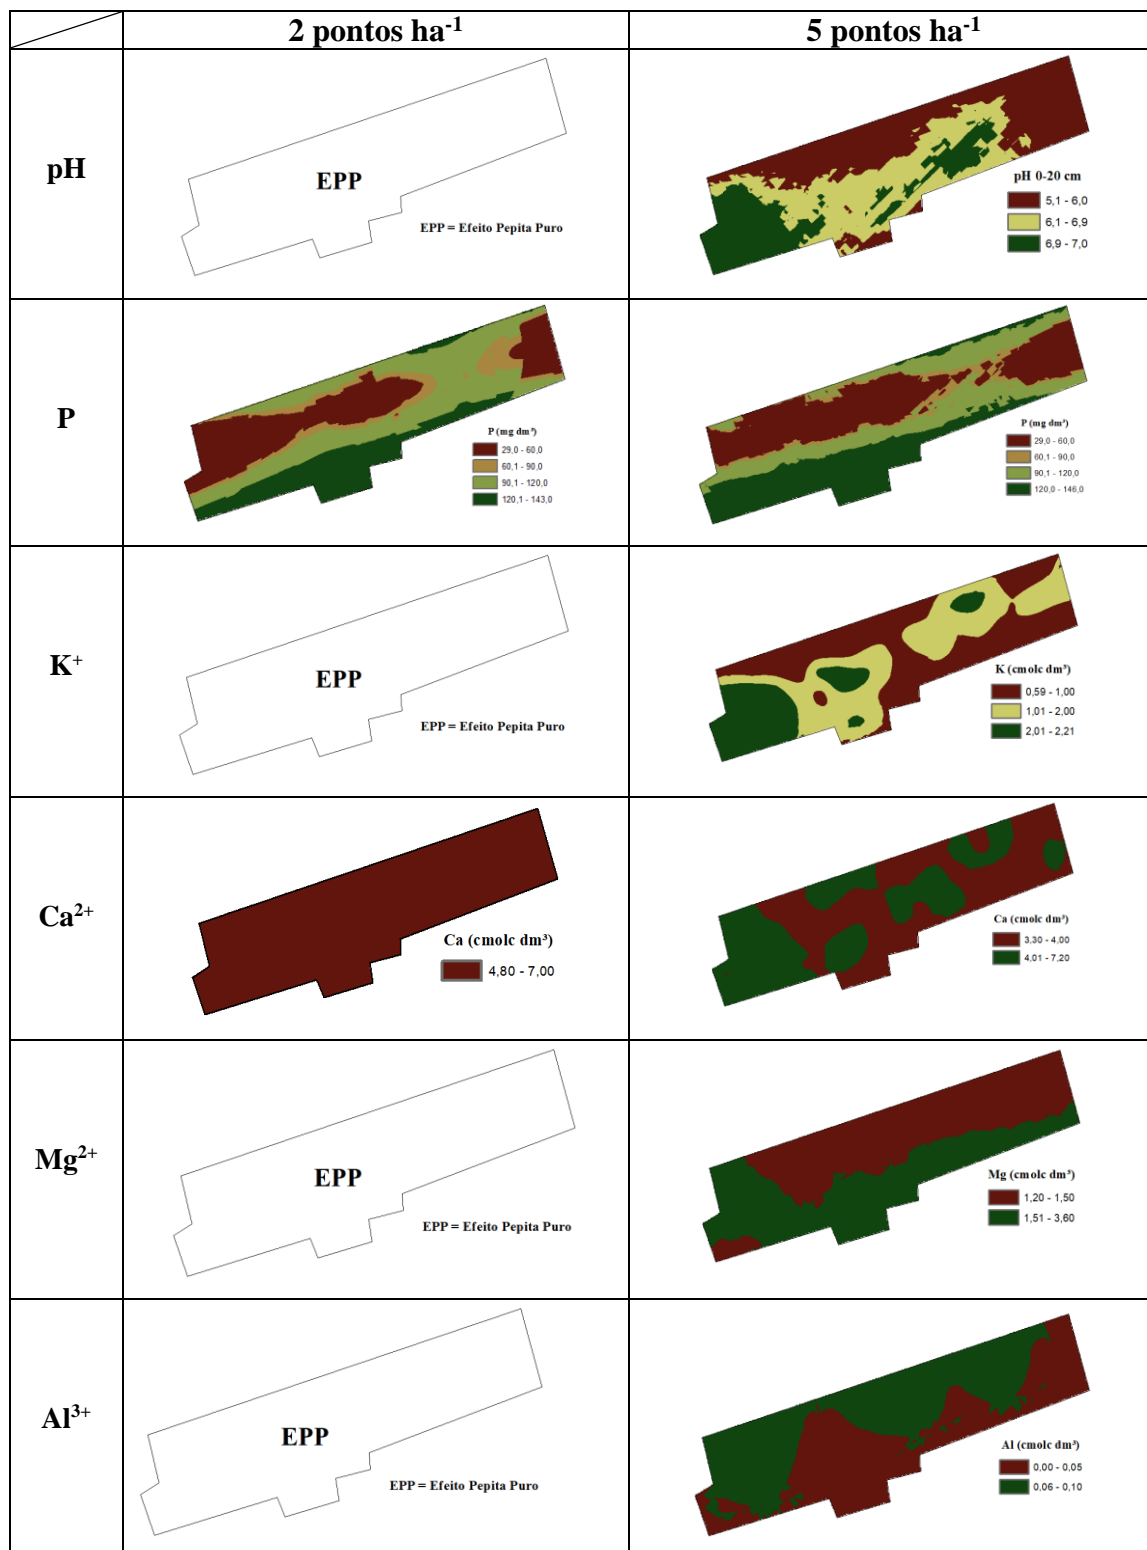 2 pontos ha-1
5 pontos ha-1
pH
EPP
EPP = Efeito Pepita Puro
pH 0-20 cm
5,1 - 6,0
6,1 - 6,9
6,9 - 7,0
P
P (mg dm³)
29,0 - 60,0
60,1 - 90,0
90,1 - 120,0
120,1 - 143,0
P (mg dm³)
29,0 - 60,0
60,1 - 90,0
90,1 - 120,0
120,0 - 146,0
K+
EPP
EPP = Efeito Pepita Puro
K (cmolc dm³)
0,59 - 1,00
1,01 - 2,00
2,01 - 2,21
Ca2+
Ca (cmolc dm³)
4,80 - 7,00
Ca (cmolc dm³)
3,30 - 4,00
4,01 - 7,20
Mg2+
EPP
EPP = Efeito Pepita Puro
Mg (cmolc dm³)
1,20 - 1,50
1,51 - 3,60
Al3+
EPP
EPP = Efeito Pepita Puro
Al (cmolc dm³)
0,00 - 0,05
0,06 - 0,10